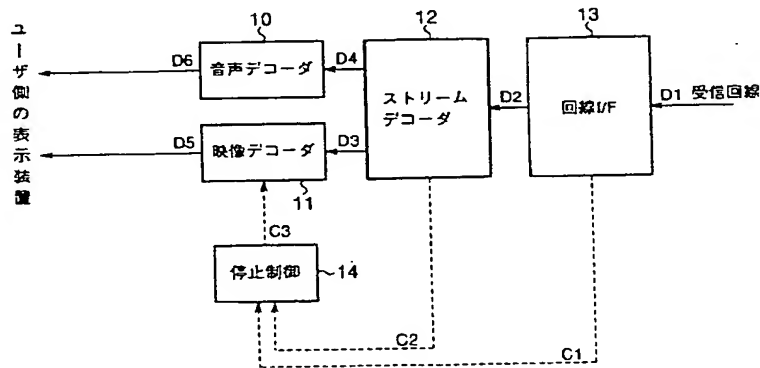 10
12
13
ユーザ側の表示装置
D6
音声デコーダ
D4
ストリーム
デコーダ
D2
回線I/F
D1 受信回線
D5
映像デコーダ
D3
11
C3
停止制御
14
C2
C1